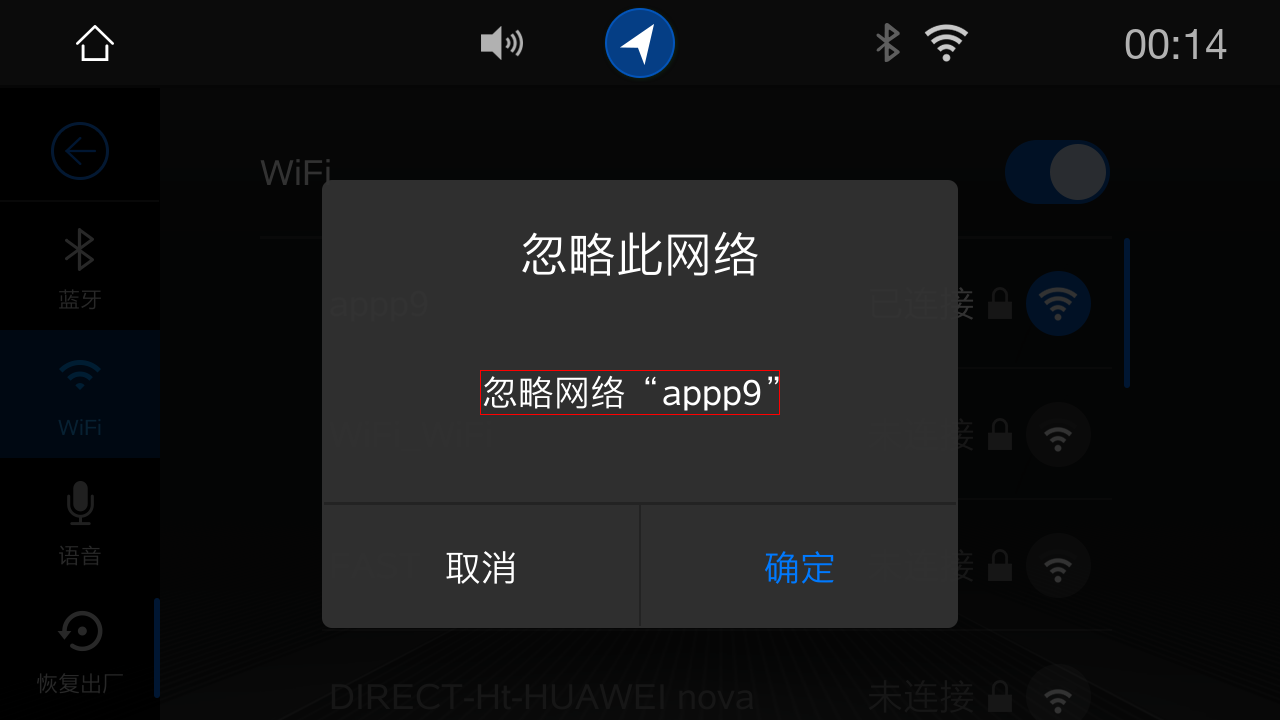 00:14
WiFi
忽略此网络
蓝牙
appp9
已连接
忽略网络“appp9”
WiFi
接
语音
接
取消
确定
恢复出厂
DIRECT-Ht-HUAWEI nova
未连接